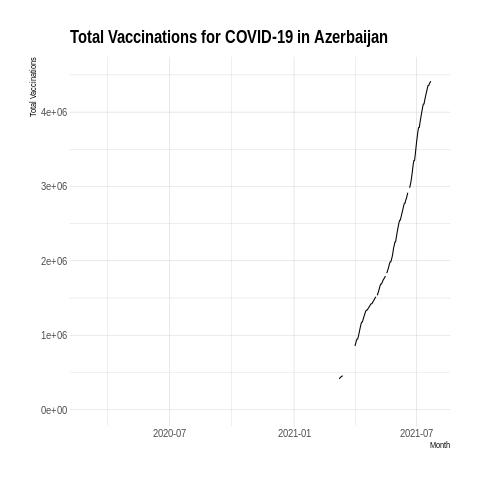 Total Vaccinations for COVID-19 in Azerbaijan
Total Vaccinations
4e+06
3e+06
2e+06
1e+06
0e+00
2020-07 2021-01 2021-07
Month